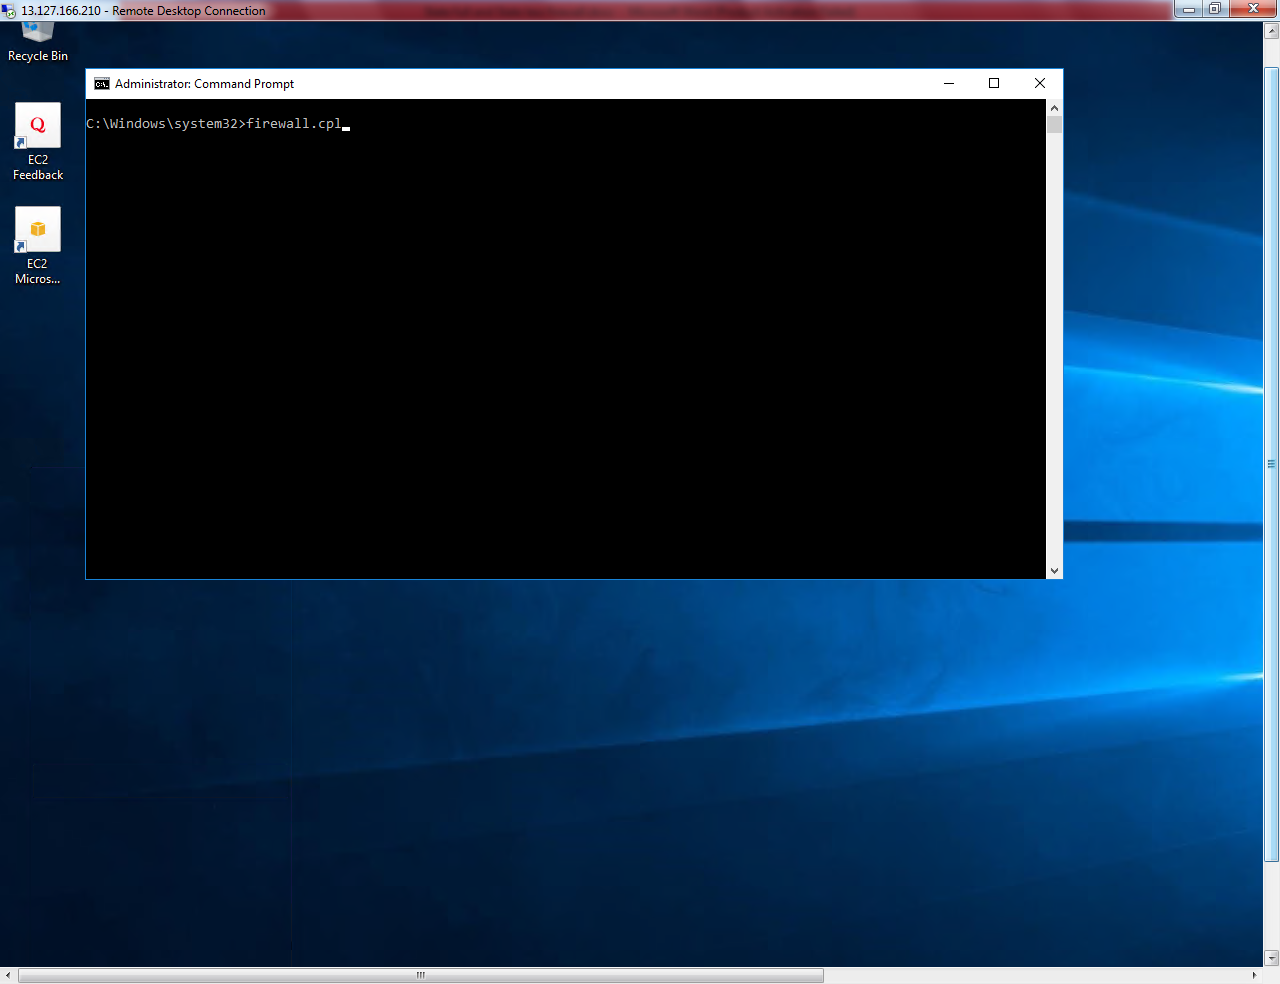 13.127.166.210 - Remote Desktop Connection
Recycle Bin
Administrator: Command Prompt
C:\Windows\system32>firewall.cpl
Q
EC2
Feedback
EC2
Micros...